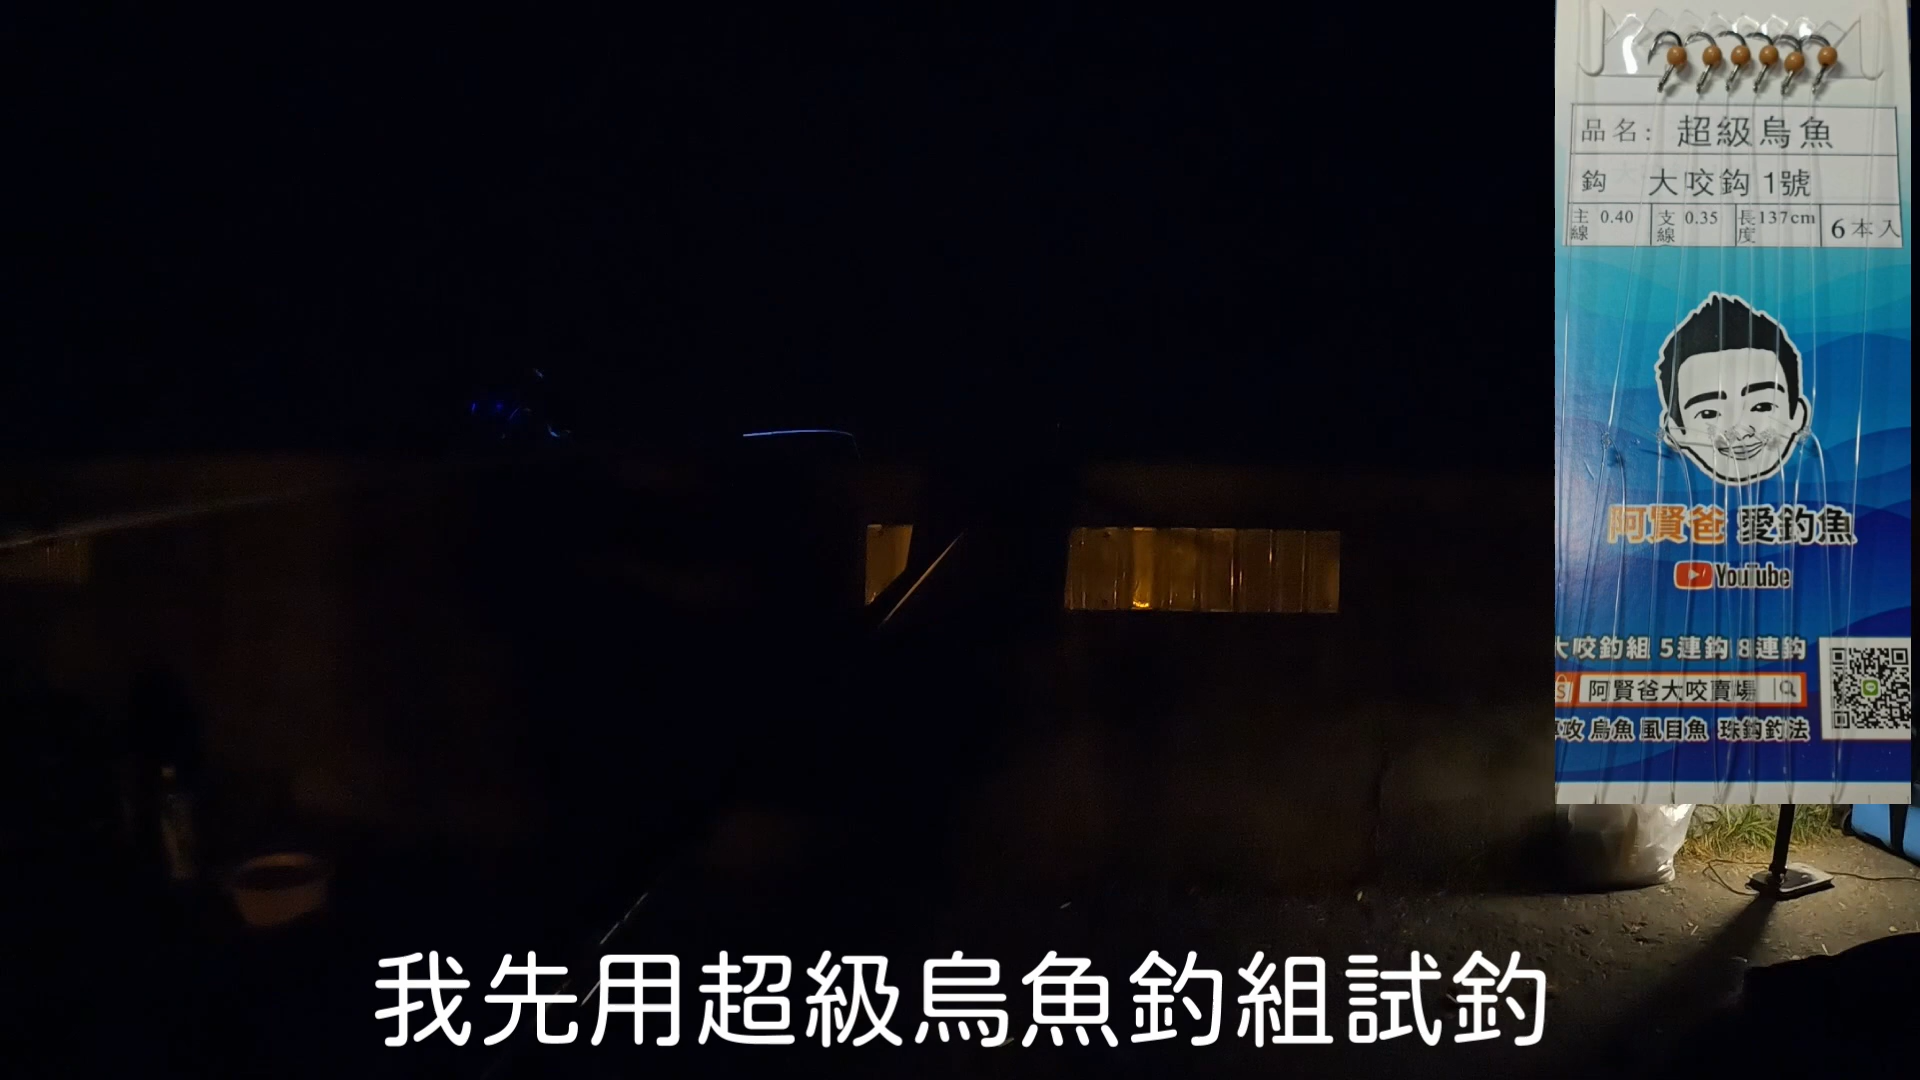 品名: 超級烏魚
鈎 大咬鈎 1號
主線 0.40 支線 0.35 長度 137cm 6本入
阿賢爸 愛釣魚
YouTube
大咬釣組 5連鈎 8連鈎
阿賢爸大咬賣場
專攻 烏魚 虱目魚 珠鈎釣法
我先用超級烏魚釣組試釣